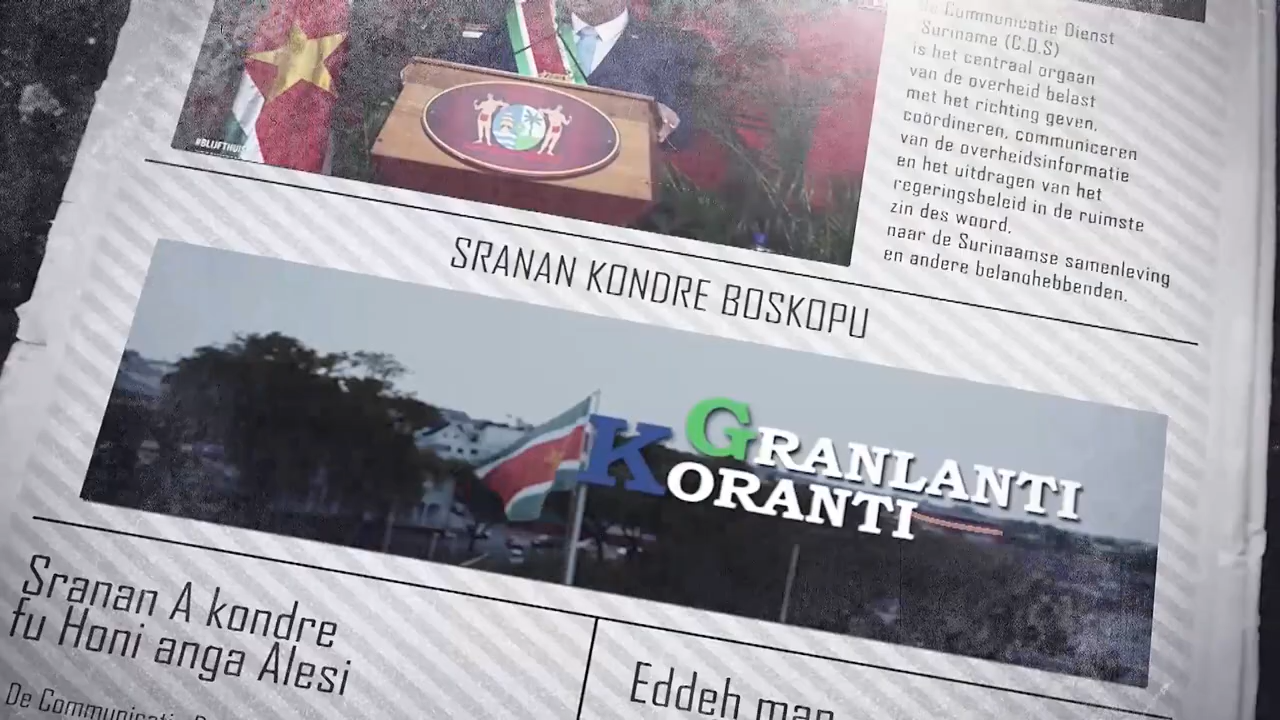 #BLIJFTHUIS
De Communicatie Dienst
Suriname (C.D.S)
is het centraal orgaan
van de overheid belast
met het richting geven,
coördineren, communiceren
van de overheidsinformatie
en het uitdragen van het
regeringsbeleid in de ruimste
zin des woord.
naar de Surinaamse samenleving
en andere belanghebbenden.
SRANAN KONDRE BOSKOPU
GRANLANTI
KORANTI
Sranan A kondre
fu Honi anga Alesi
De
Eddeh man